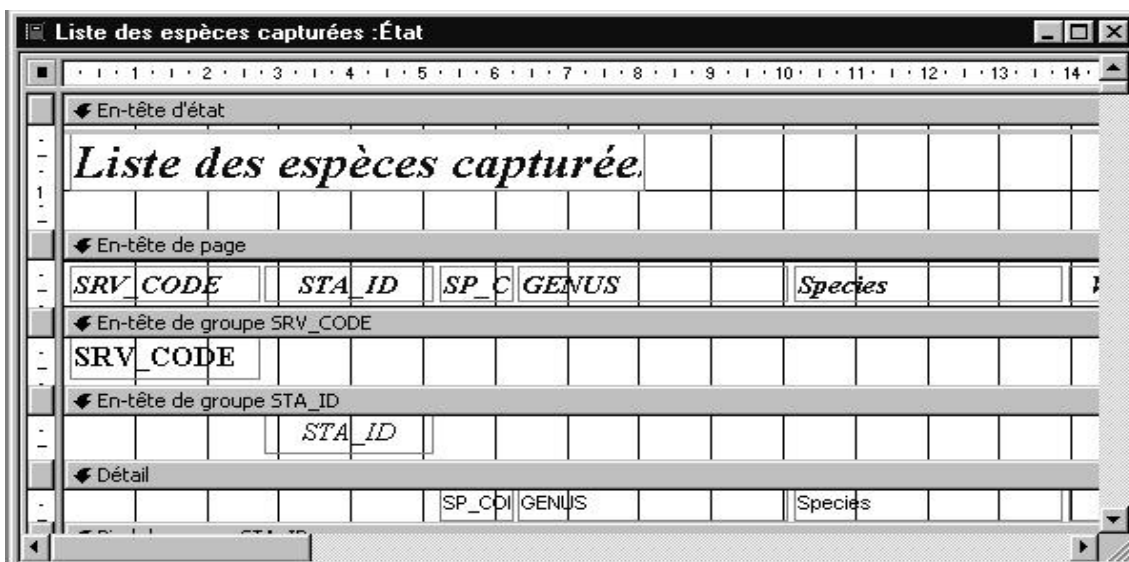 Liste des espèces capturées :État
1 2 3 4 5 6 7 8 9 10 11 12 13 14
En-tête d'état
Liste des espèces capturée
1
En-tête de page
SRV_CODE STA_ID SP_C GENUS Species
En-tête de groupe SRV_CODE
SRV_CODE
En-tête de groupe STA_ID
STA_ID
Détail
SP_COI GENUS Species